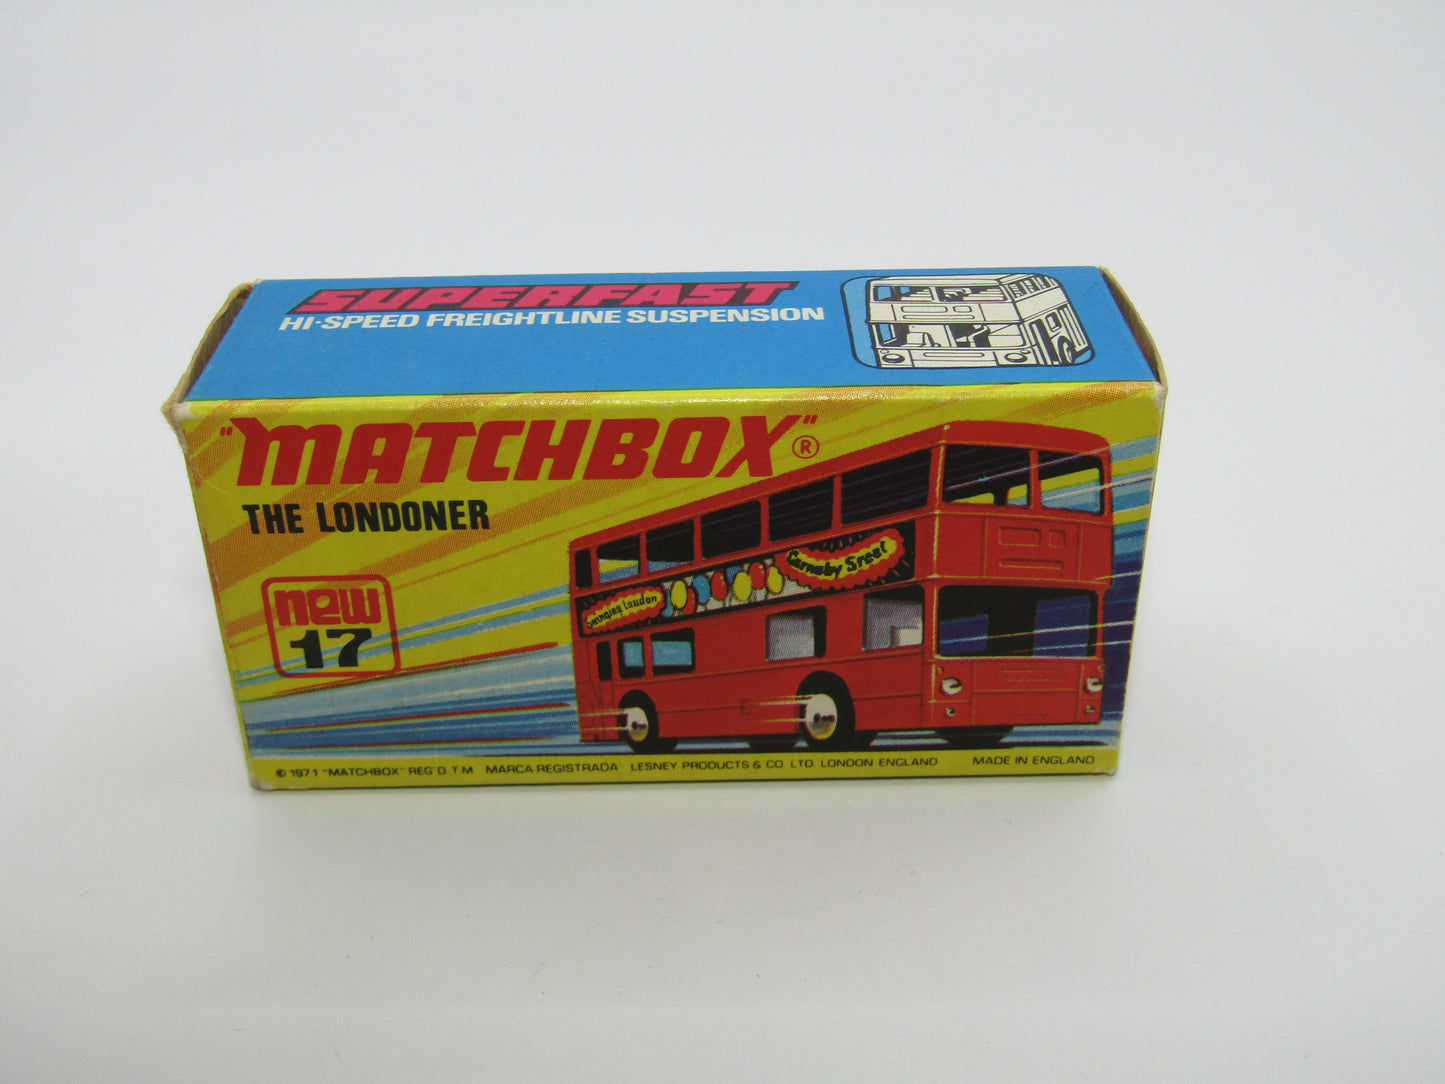 SUPERFAST
HI-SPEED FREIGHTLINE SUSPENSION
"MATCHBOX"®
THE LONDONER
new
17
Swinging London
Carnaby Sreet
© 1971 "MATCHBOX" REG'D. T M MARCA REGISTRADA LESNEY PRODUCTS & CO. LTD. LONDON ENGLAND MADE IN ENGLAND